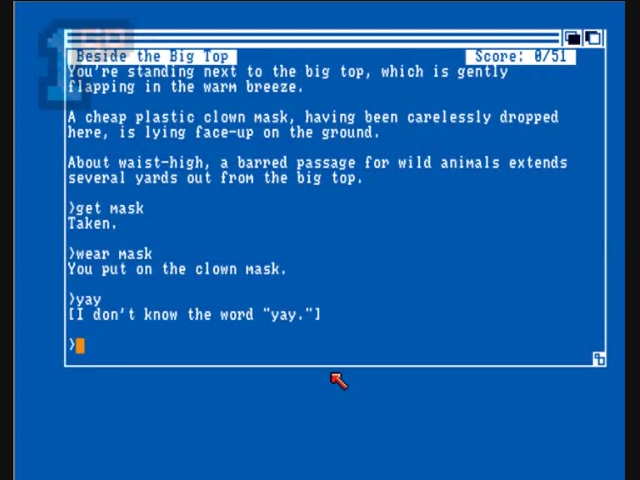 Beside the Big Top Score: 0/51
You're standing next to the big top, which is gently
flapping in the warm breeze.
A cheap plastic clown mask, having been carelessly dropped
here, is lying face-up on the ground.
About waist-high, a barred passage for wild animals extends
several yards out from the big top.
>get mask
Taken.
>wear mask
You put on the clown mask.
>yay
[I don't know the word "yay."]
>